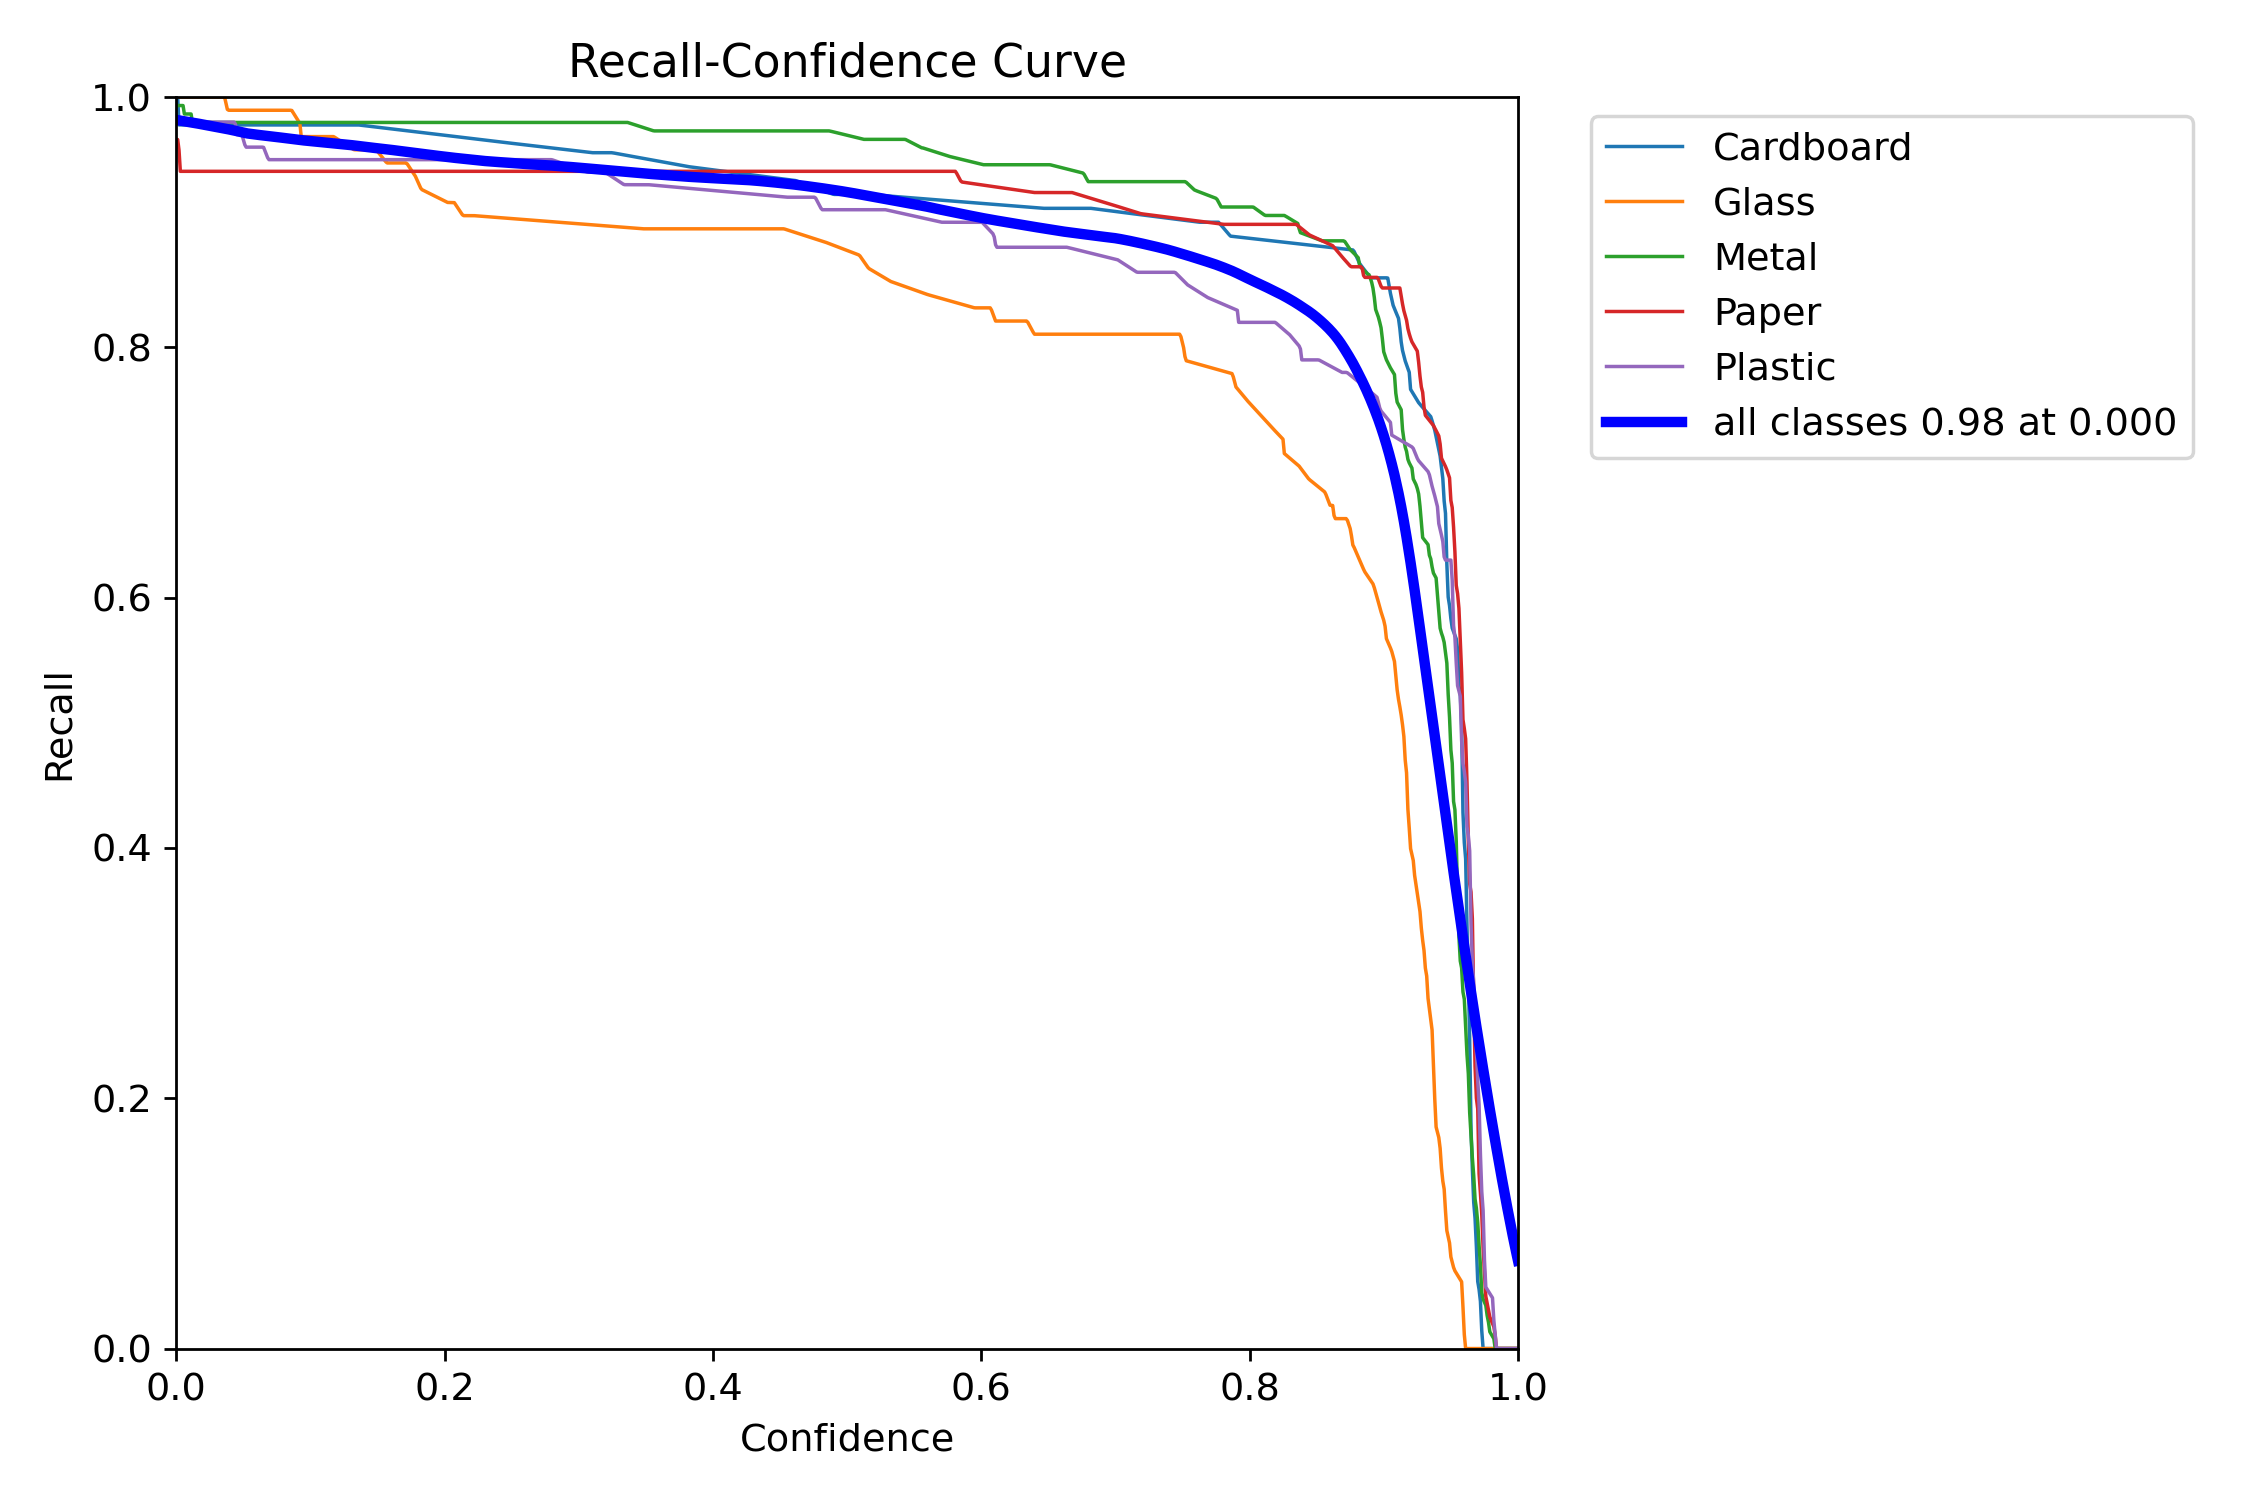 Recall-Confidence Curve
1.0
0.8
0.6
0.4
0.2
0.0
Recall
0.0 0.2 0.4 0.6 0.8 1.0
Confidence
Cardboard
Glass
Metal
Paper
Plastic
all classes 0.98 at 0.000